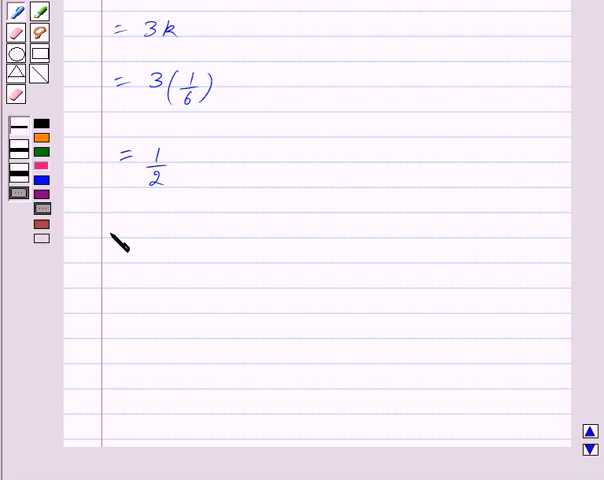 = 3k
= 3(1/6)
= 1/2